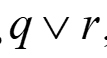 ,q ∨ r,